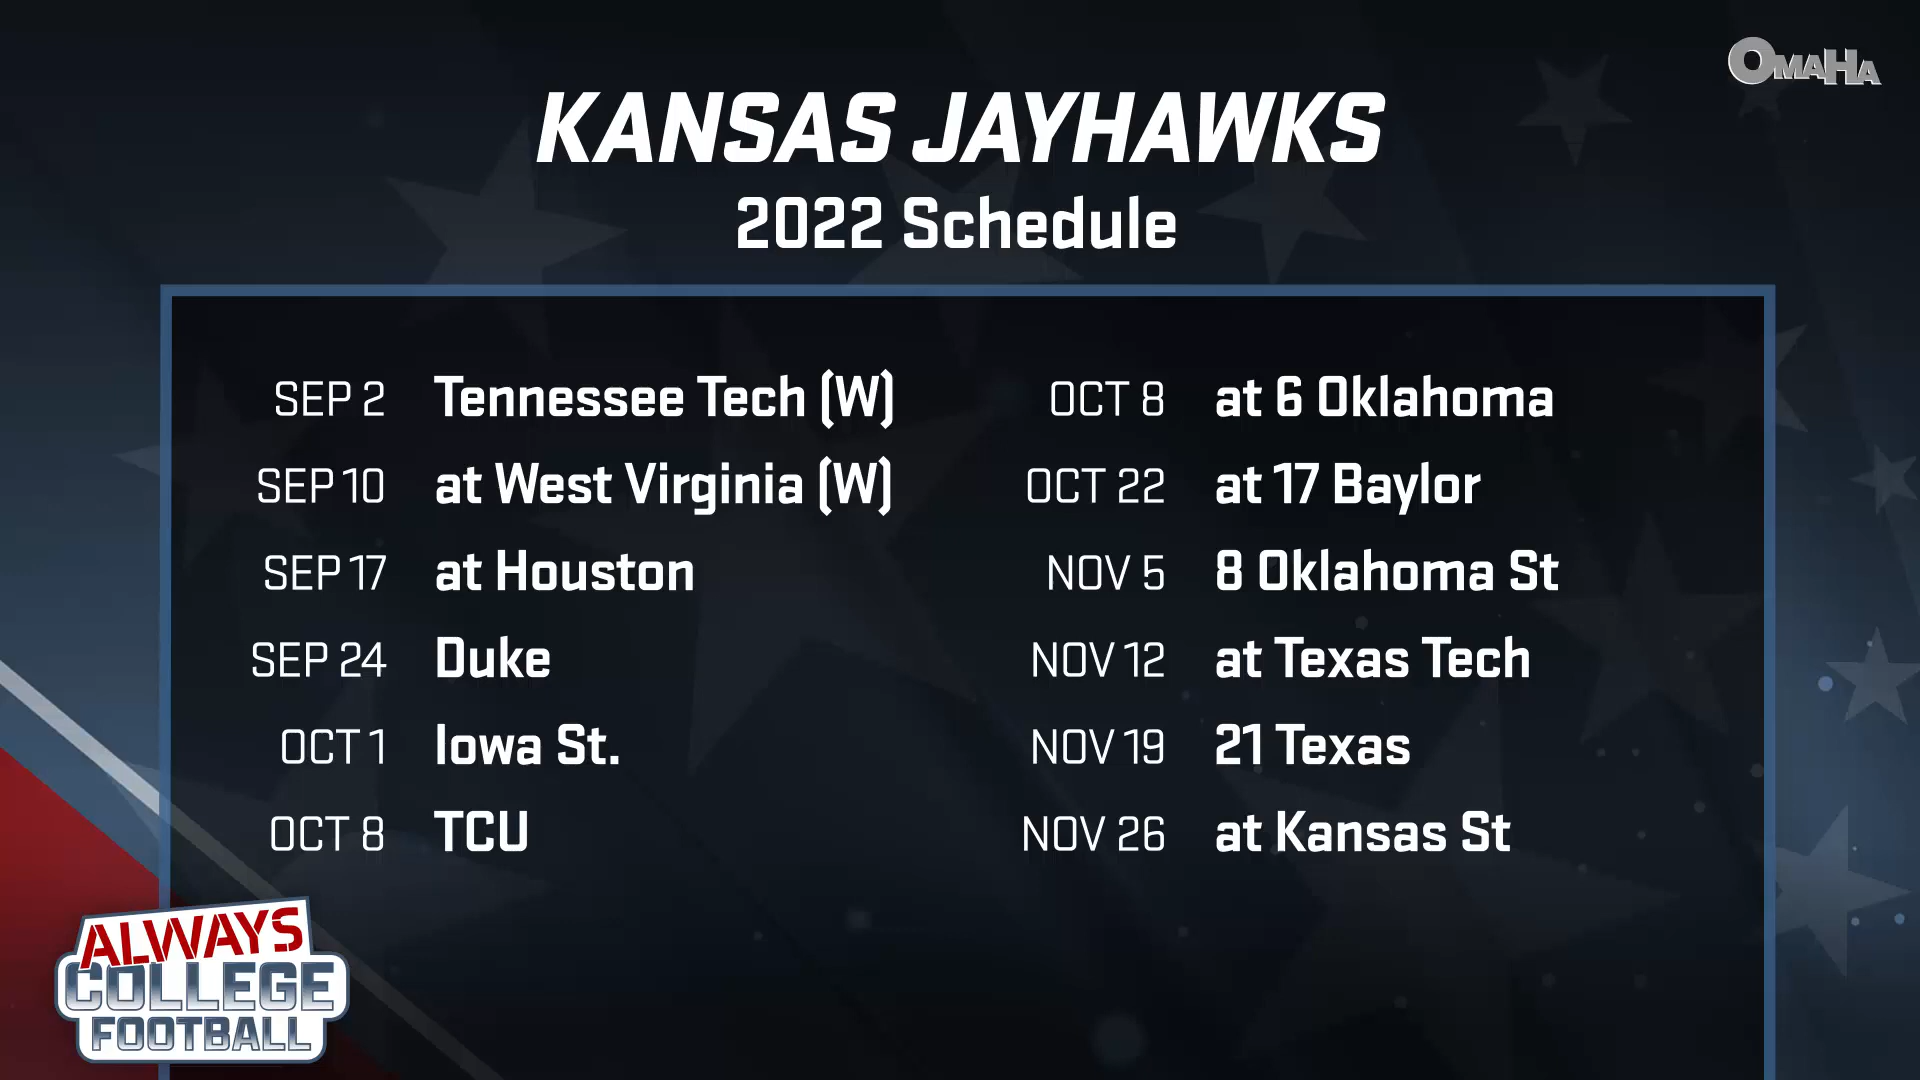 OMAHA
KANSAS JAYHAWKS
2022 Schedule
SEP 2 Tennessee Tech (W)
SEP 10 at West Virginia (W)
SEP 17 at Houston
SEP 24 Duke
OCT 1 Iowa St.
OCT 8 TCU
OCT 8 at 6 Oklahoma
OCT 22 at 17 Baylor
NOV 5 8 Oklahoma St
NOV 12 at Texas Tech
NOV 19 21 Texas
NOV 26 at Kansas St
ALWAYS
COLLEGE
FOOTBALL